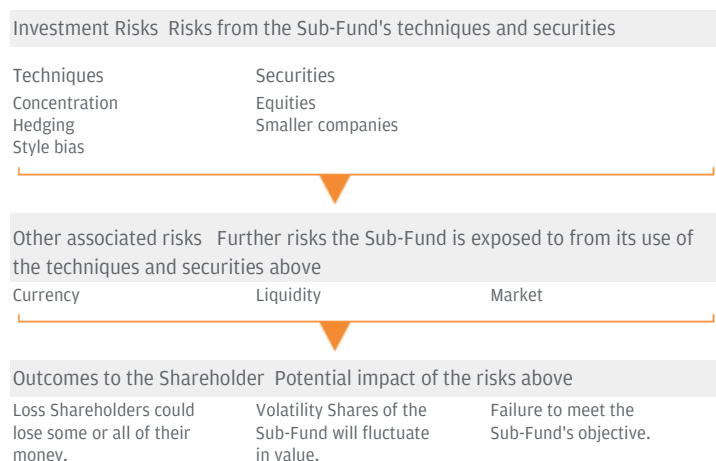 Investment Risks Risks from the Sub-Fund's techniques and securities
Techniques
Concentration
Hedging
Style bias
Securities
Equities
Smaller companies
Other associated risks Further risks the Sub-Fund is exposed to from its use of
the techniques and securities above
Currency
Liquidity
Market
Outcomes to the Shareholder Potential impact of the risks above
Loss Shareholders could
lose some or all of their
money.
Volatility Shares of the
Sub-Fund will fluctuate
in value.
Failure to meet the
Sub-Fund's objective.